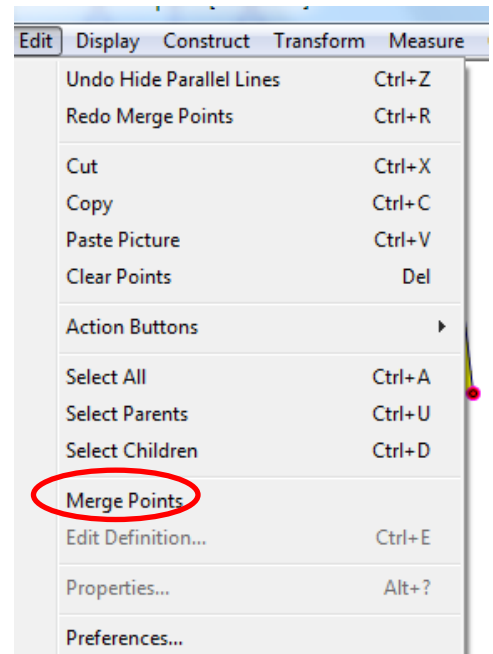 Edit Display Construct Transform Measure
Undo Hide Parallel Lines Ctrl+Z
Redo Merge Points Ctrl+R
Cut Ctrl+X
Copy Ctrl+C
Paste Picture Ctrl+V
Clear Points Del
Action Buttons
Select All Ctrl+A
Select Parents Ctrl+U
Select Children Ctrl+D
Merge Points
Edit Definition... Ctrl+E
Properties... Alt+?
Preferences...